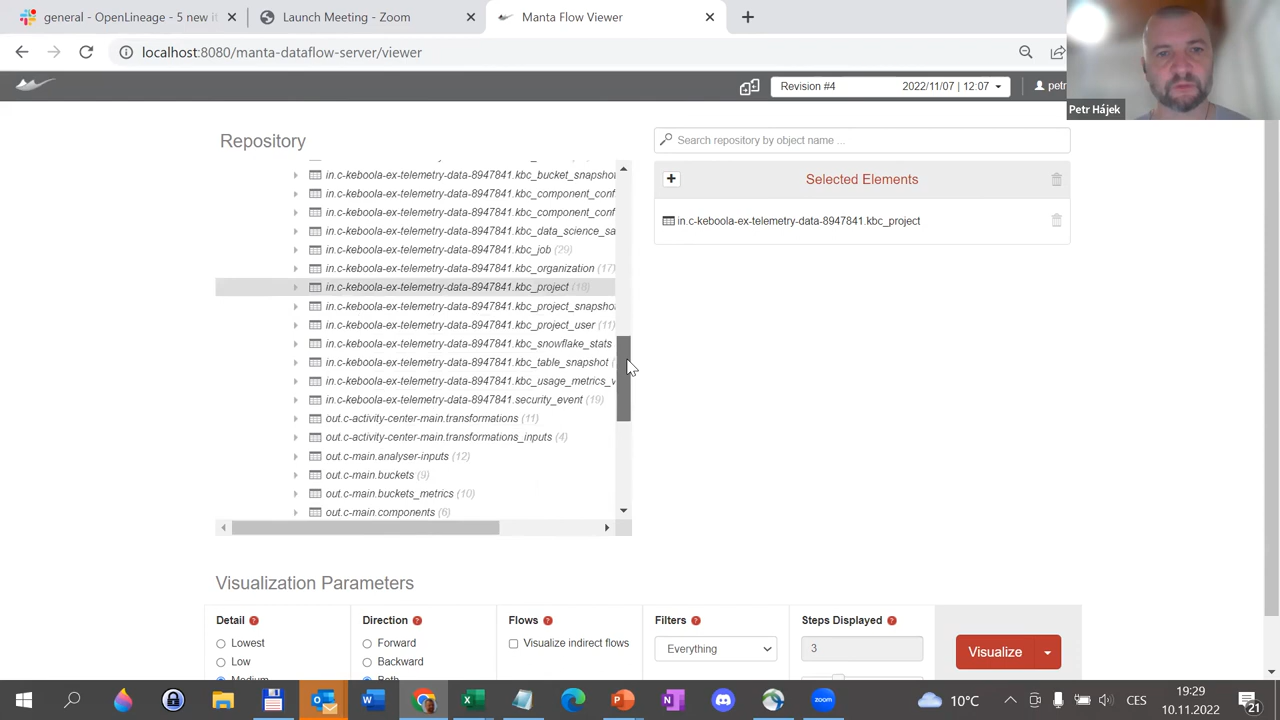 general - OpenLineage - 5 new it
Launch Meeting - Zoom
Manta Flow Viewer
localhost:8080/manta-dataflow-server/viewer
Revision #4 2022/11/07 | 12:07
petr
Petr Hájek
Repository
Search repository by object name ...
Selected Elements
in.c-keboola-ex-telemetry-data-8947841.kbc_project
in.c-keboola-ex-telemetry-data-8947841.kbc_bucket_snapshot
in.c-keboola-ex-telemetry-data-8947841.kbc_component_conf
in.c-keboola-ex-telemetry-data-8947841.kbc_component_conf
in.c-keboola-ex-telemetry-data-8947841.kbc_data_science_sa
in.c-keboola-ex-telemetry-data-8947841.kbc_job (29)
in.c-keboola-ex-telemetry-data-8947841.kbc_organization (17)
in.c-keboola-ex-telemetry-data-8947841.kbc_project (18)
in.c-keboola-ex-telemetry-data-8947841.kbc_project_snapshot
in.c-keboola-ex-telemetry-data-8947841.kbc_project_user (11)
in.c-keboola-ex-telemetry-data-8947841.kbc_snowflake_stats
in.c-keboola-ex-telemetry-data-8947841.kbc_table_snapshot (
in.c-keboola-ex-telemetry-data-8947841.kbc_usage_metrics_v
in.c-keboola-ex-telemetry-data-8947841.security_event (19)
out.c-activity-center-main.transformations (11)
out.c-activity-center-main.transformations_inputs (4)
out.c-main.analyser-inputs (12)
out.c-main.buckets (9)
out.c-main.buckets_metrics (10)
out.c-main.components (6)
Visualization Parameters
Detail ?
Lowest
Low
Medium
Direction ?
Forward
Backward
Both
Flows ?
Visualize indirect flows
Filters ?
Everything
Steps Displayed ?
3
Visualize
10°C
CES
19:29
10.11.2022
21